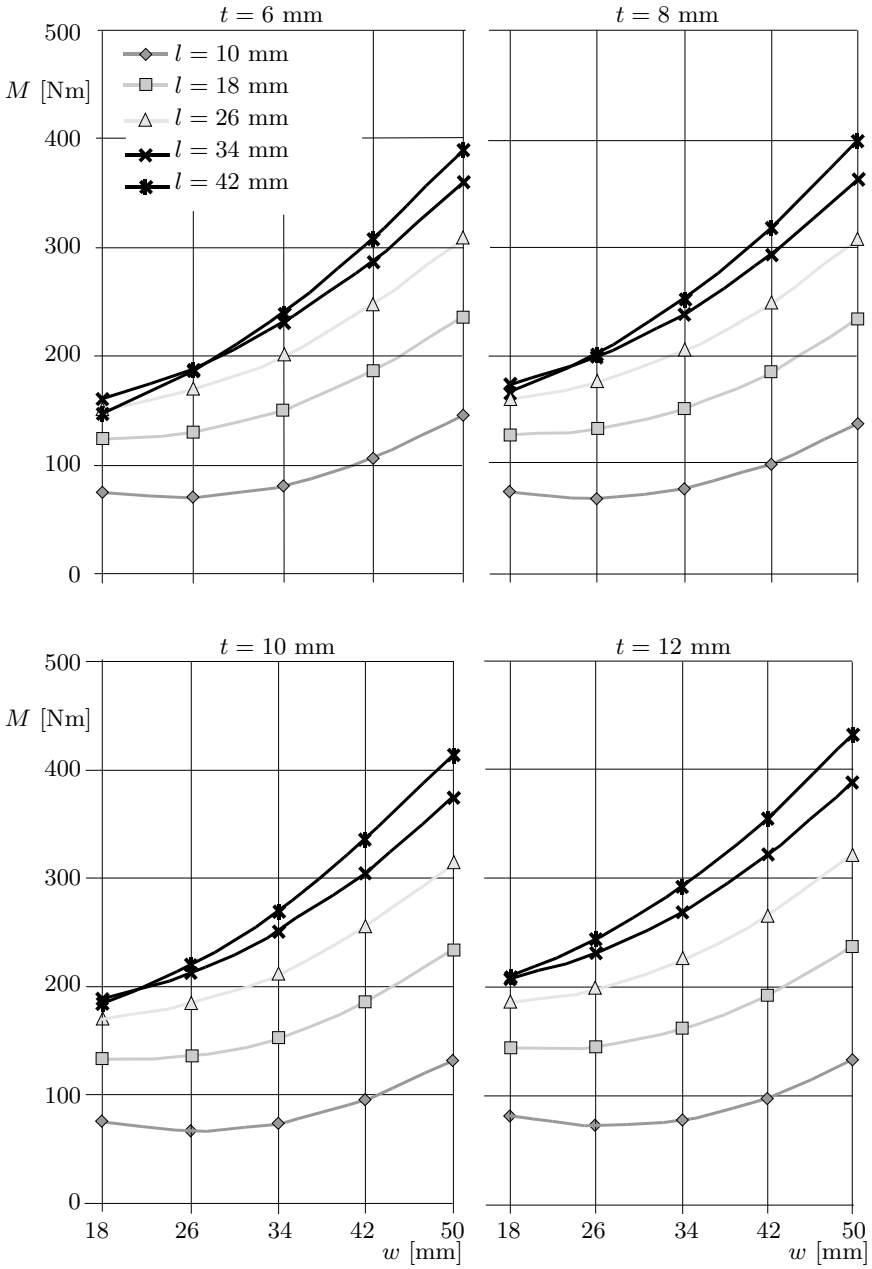 t = 6 mm
t = 8 mm
500
M [Nm]
l = 10 mm
l = 18 mm
l = 26 mm
l = 34 mm
l = 42 mm
400
300
200
100
0
t = 10 mm
t = 12 mm
500
M [Nm]
400
300
200
100
0
18 26 34 42 50 18 26 34 42 50
w [mm] w [mm]